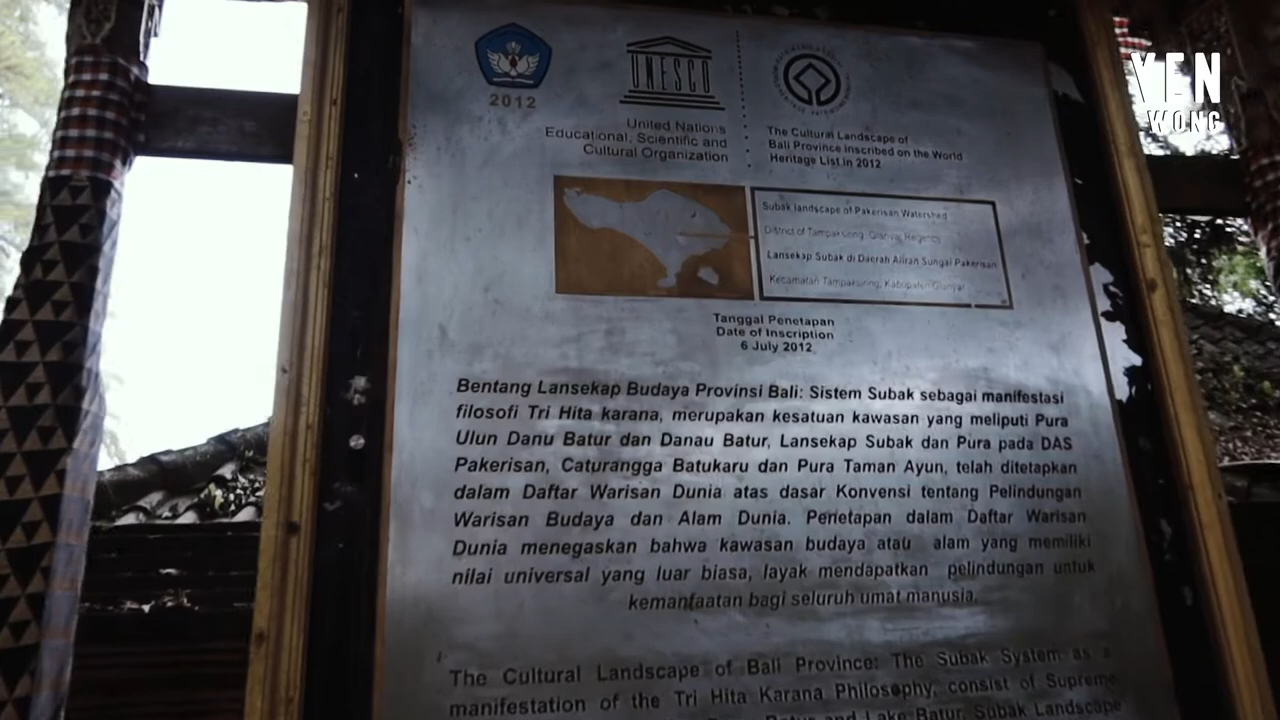 YEN
WONG
2012
UNESCO
United Nations
Educational, Scientific and
Cultural Organization
The Cultural Landscape of
Bali Province inscribed on the World
Heritage List in 2012
Subak landscape of Pakerisan Watershed
District of Tampaksiring, Gianyar Regency
Lansekap Subak di Daerah Aliran Sungai Pakerisan
Kecamatan Tampaksiring, Kabupaten Gianyar
Tanggal Penetapan
Date of Inscription
6 July 2012
Bentang Lansekap Budaya Provinsi Bali: Sistem Subak sebagai manifestasi
filosofi Tri Hita karana, merupakan kesatuan kawasan yang meliputi Pura
Ulun Danu Batur dan Danau Batur, Lansekap Subak dan Pura pada DAS
Pakerisan, Caturangga Batukaru dan Pura Taman Ayun, telah ditetapkan
dalam Daftar Warisan Dunia atas dasar Konvensi tentang Pelindungan
Warisan Budaya dan Alam Dunia. Penetapan dalam Daftar Warisan
Dunia menegaskan bahwa kawasan budaya atau alam yang memiliki
nilai universal yang luar biasa, layak mendapatkan pelindungan untuk
kemanfaatan bagi seluruh umat manusia.
The Cultural Landscape of Bali Province: The Subak System as a
manifestation of the Tri Hita Karana Philosophy, consist of Supreme
Batur and Lake Batur, Subak Landscape